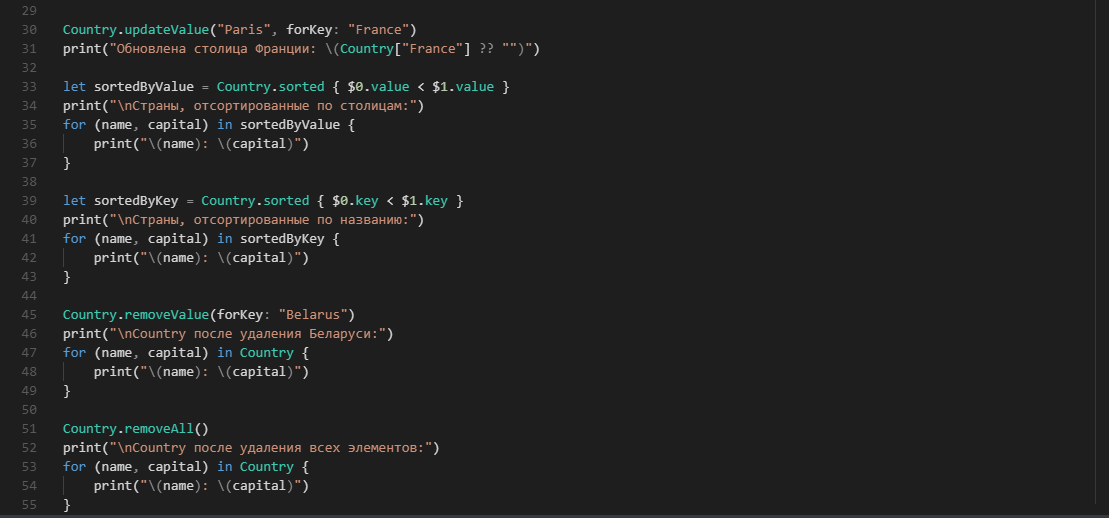 29
30 Country.updateValue("Paris", forKey: "France")
31 print("Обновлена столица Франции: \(Country["France"] ?? "")")
32
33 let sortedByValue = Country.sorted { $0.value < $1.value }
34 print("\nСтраны, отсортированные по столицам:")
35 for (name, capital) in sortedByValue {
36     print("\(name): \(capital)")
37 }
38
39 let sortedByKey = Country.sorted { $0.key < $1.key }
40 print("\nСтраны, отсортированные по названию:")
41 for (name, capital) in sortedByKey {
42     print("\(name): \(capital)")
43 }
44
45 Country.removeValue(forKey: "Belarus")
46 print("\nCountry после удаления Беларуси:")
47 for (name, capital) in Country {
48     print("\(name): \(capital)")
49 }
50
51 Country.removeAll()
52 print("\nCountry после удаления всех элементов:")
53 for (name, capital) in Country {
54     print("\(name): \(capital)")
55 }